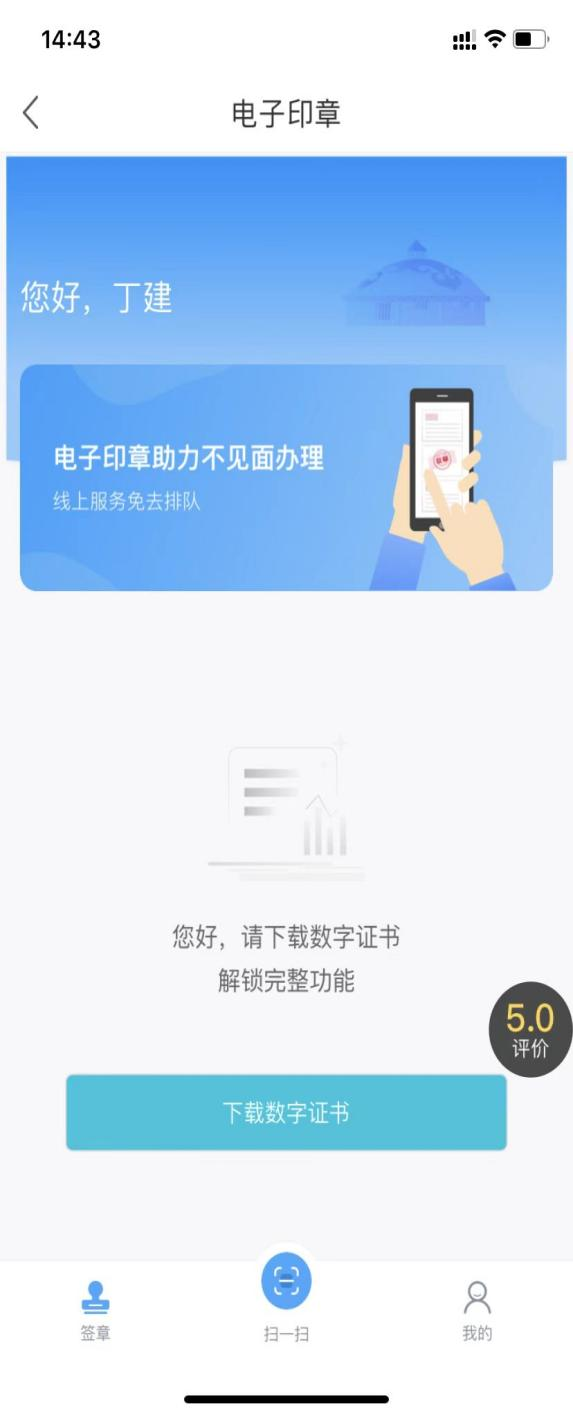 14:43
电子印章
您好，丁建
电子印章助力不见面办理
线上服务免去排队
您好，请下载数字证书
解锁完整功能
5.0
评价
下载数字证书
签章
扫一扫
我的